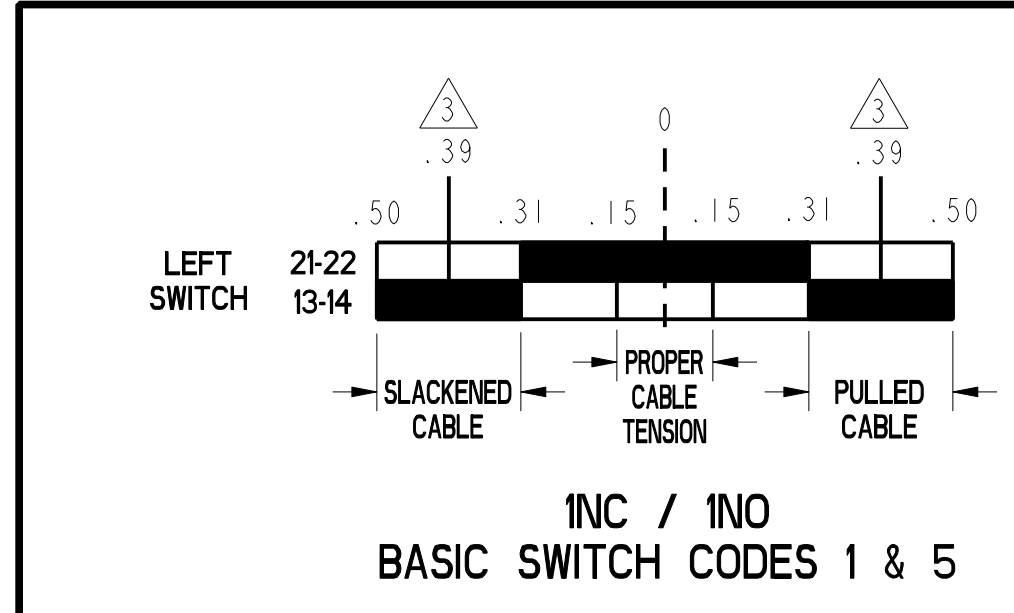 3 3
.39 0 .39
.50 .31 .15 .15 .31 .50
LEFT 21-22
SWITCH 13-14
SLACKENED PROPER PULLED
CABLE CABLE CABLE
TENSION
1NC / 1NO
BASIC SWITCH CODES 1 & 5